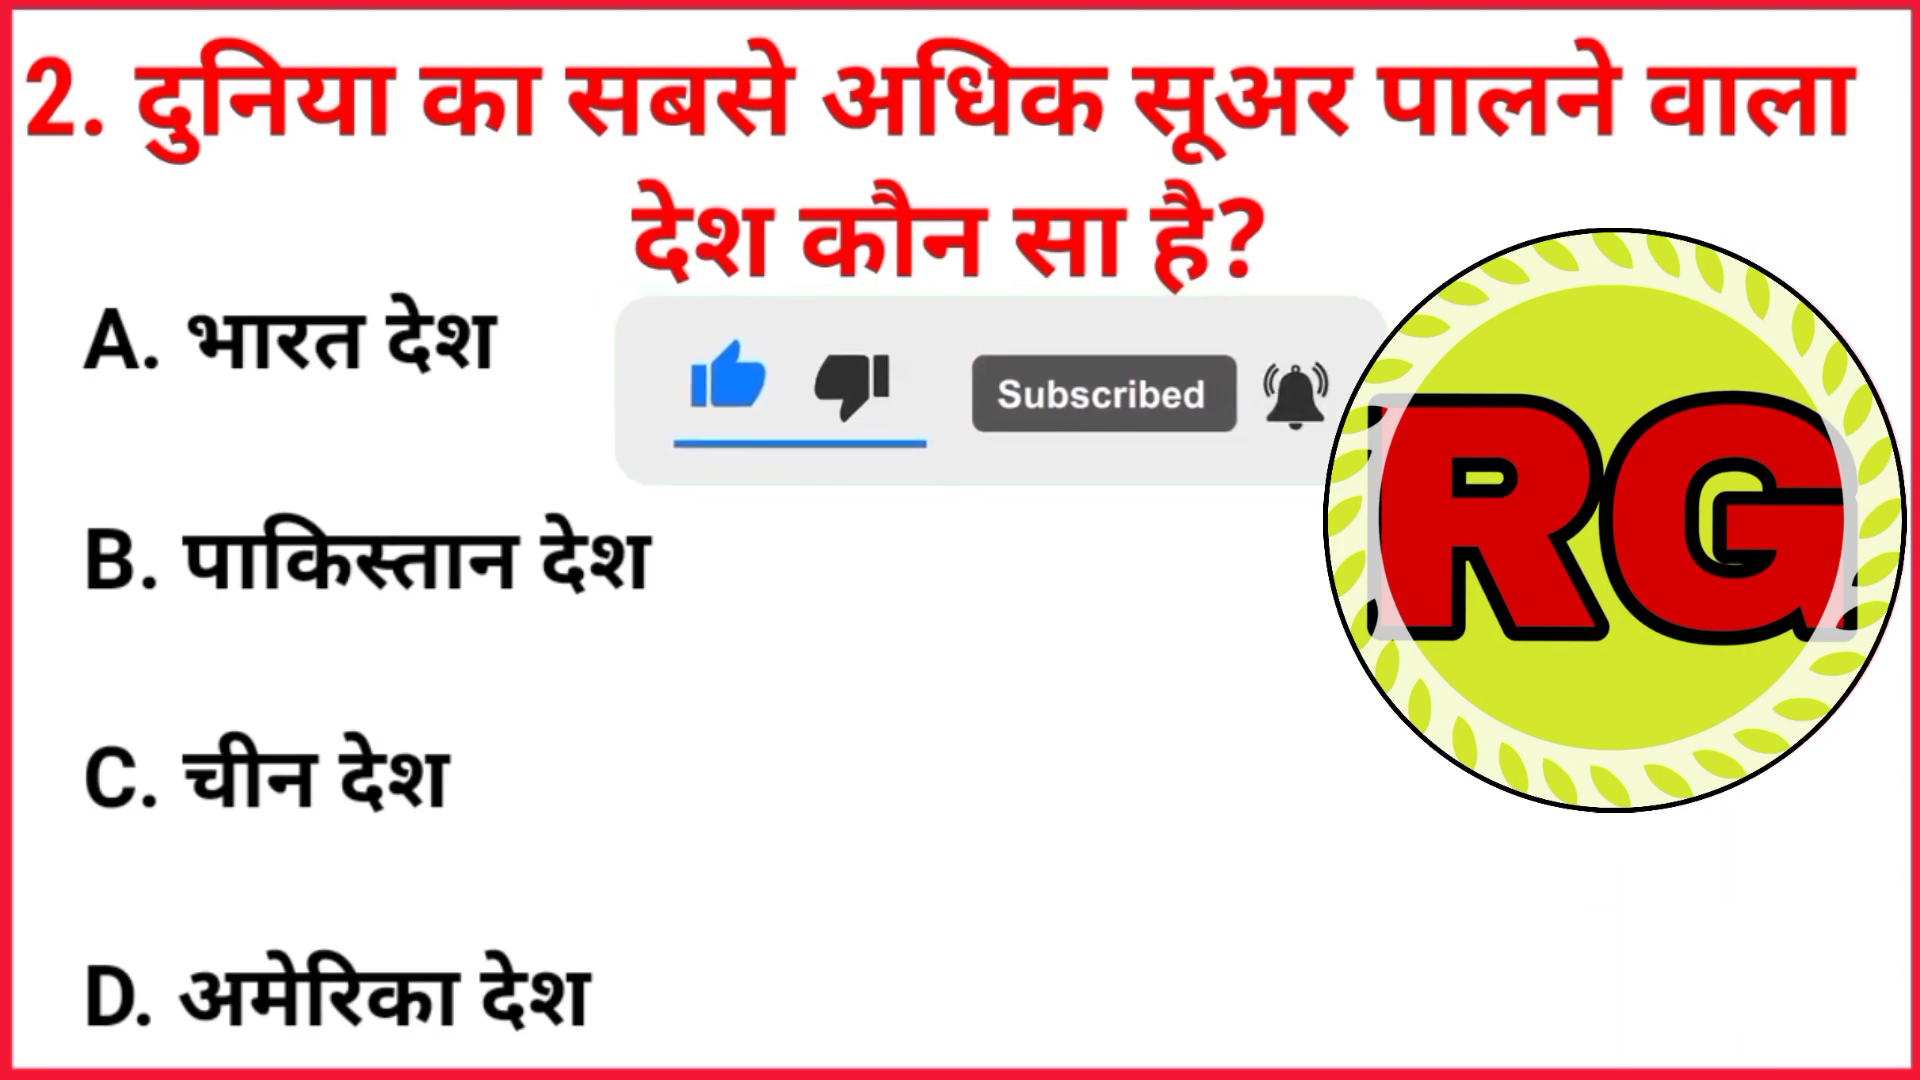 2. दुनिया का सबसे अधिक सूअर पालने वाला
देश कौन सा है?
A. भारत देश
Subscribed
B. पाकिस्तान देश
RG
C. चीन देश
D. अमेरिका देश